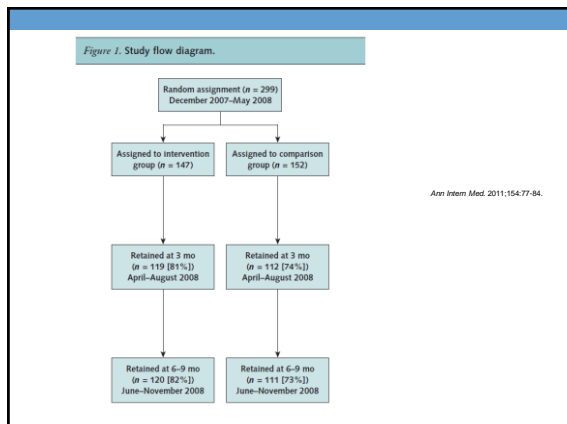 Figure 1. Study flow diagram.
Random assignment (n = 299)
December 2007–May 2008
Assigned to intervention
group (n = 147)
Assigned to comparison
group (n = 152)
Ann Intern Med. 2011;154:77-84.
Retained at 3 mo
(n = 119 [81%])
April–August 2008
Retained at 3 mo
(n = 112 [74%])
April–August 2008
Retained at 6–9 mo
(n = 120 [82%])
June–November 2008
Retained at 6–9 mo
(n = 111 [73%])
June–November 2008